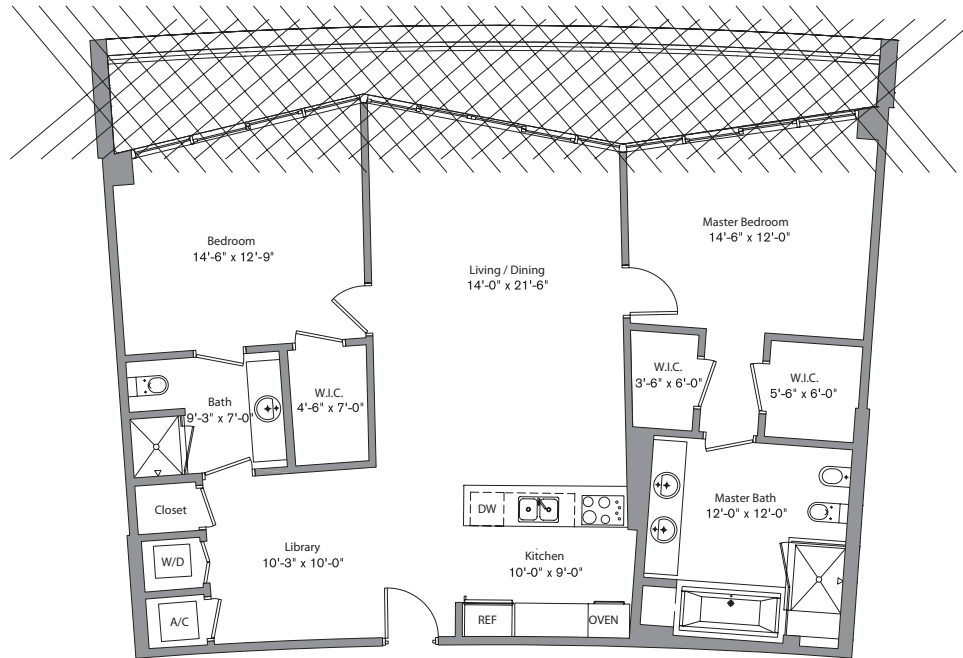 Bedroom
14'-6" x 12'-9"
Living / Dining
14'-0" x 21'-6"
Master Bedroom
14'-6" x 12'-0"
Bath
9'-3" x 7'-0"
W.I.C.
4'-6" x 7'-0"
W.I.C.
3'-6" x 6'-0"
W.I.C.
5'-6" x 6'-0"
Closet
W/D
A/C
Library
10'-3" x 10'-0"
DW
Kitchen
10'-0" x 9'-0"
REF
OVEN
Master Bath
12'-0" x 12'-0"